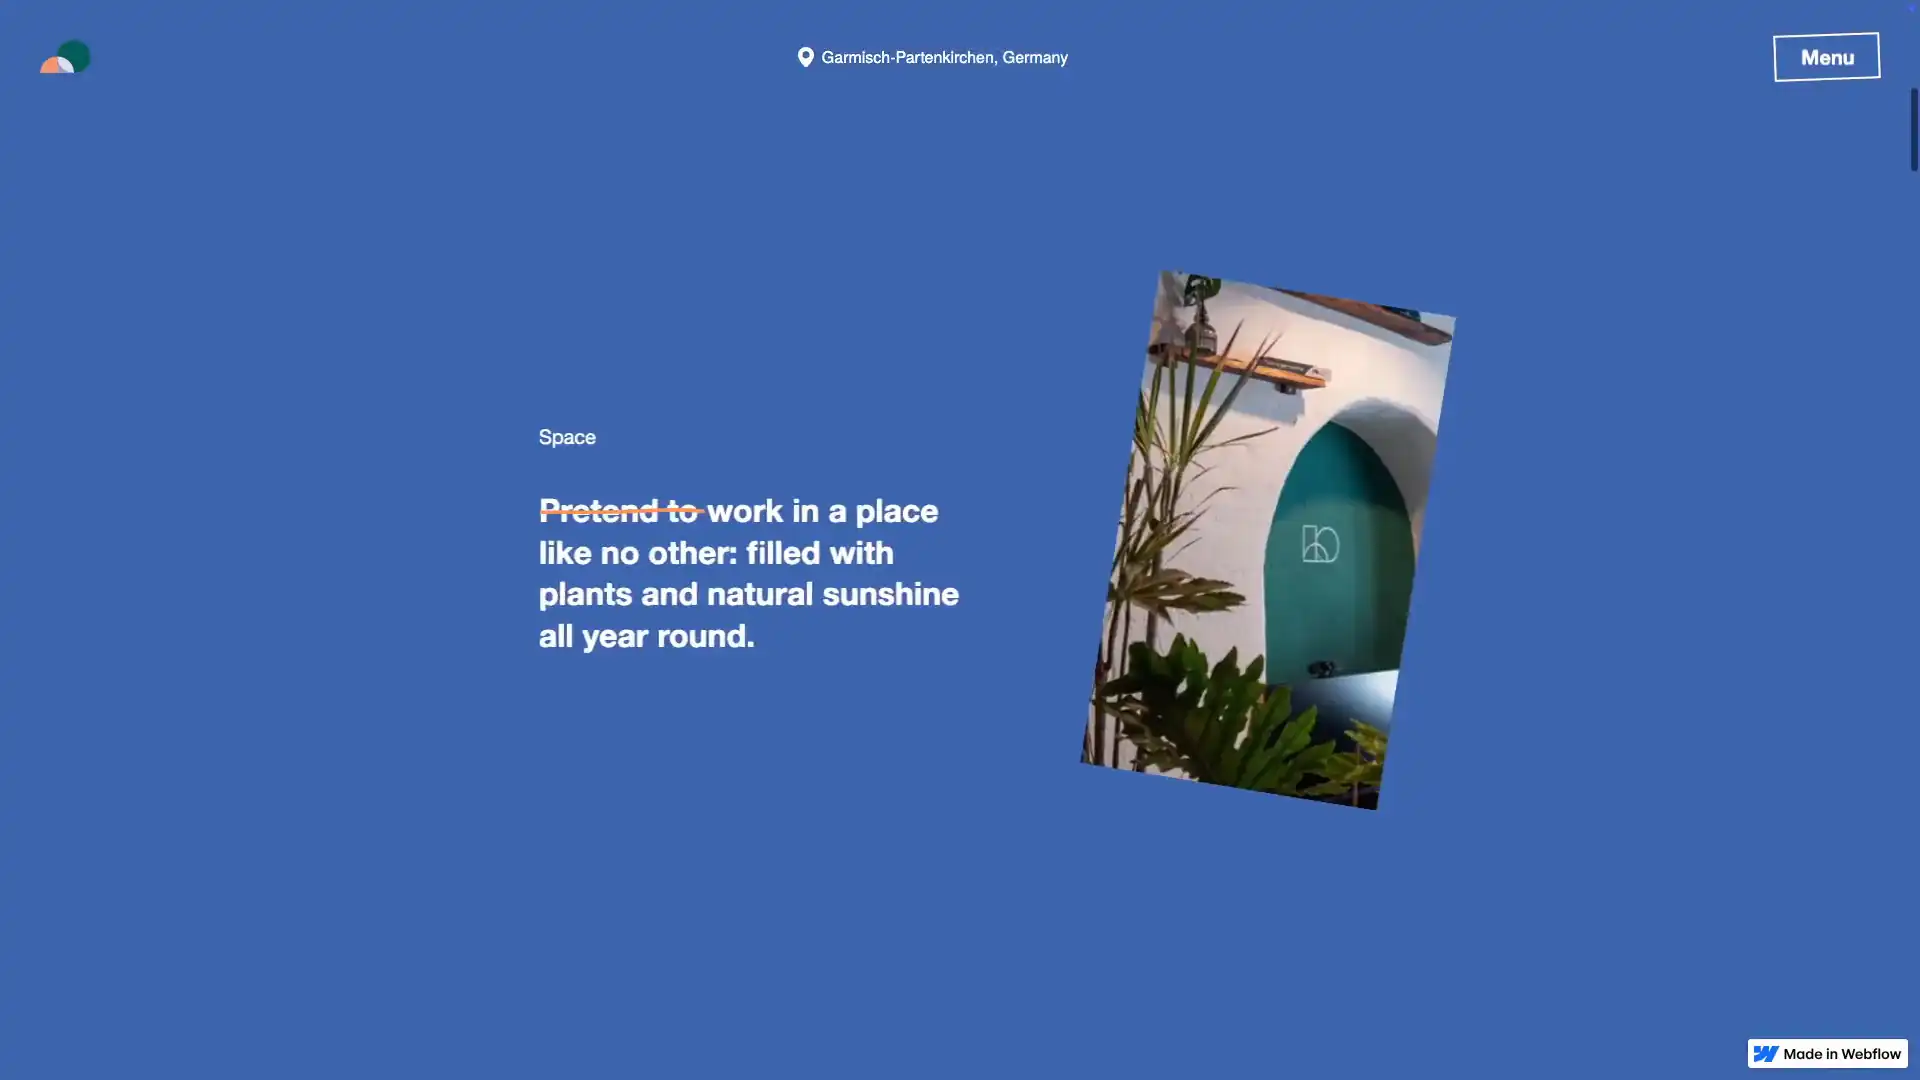 Garmisch-Partenkirchen, Germany
Menu
Space
Pretend to work in a place
like no other: filled with
plants and natural sunshine
all year round.
Made in Webflow